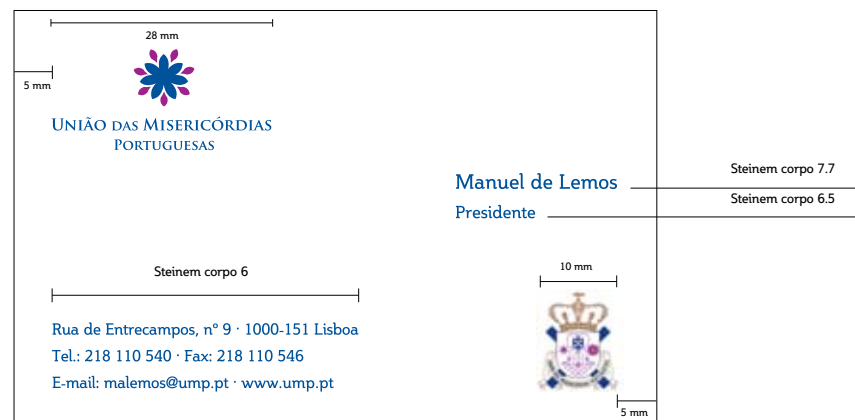 28 mm
5 mm
UNIÃO DAS MISERICÓRDIAS
PORTUGUESAS
Manuel de Lemos
Steinem corpo 7.7
Presidente
Steinem corpo 6.5
Steinem corpo 6
10 mm
Rua de Entrecampos, nº 9 · 1000-151 Lisboa
Tel.: 218 110 540 · Fax: 218 110 546
E-mail: malemos@ump.pt · www.ump.pt
5 mm